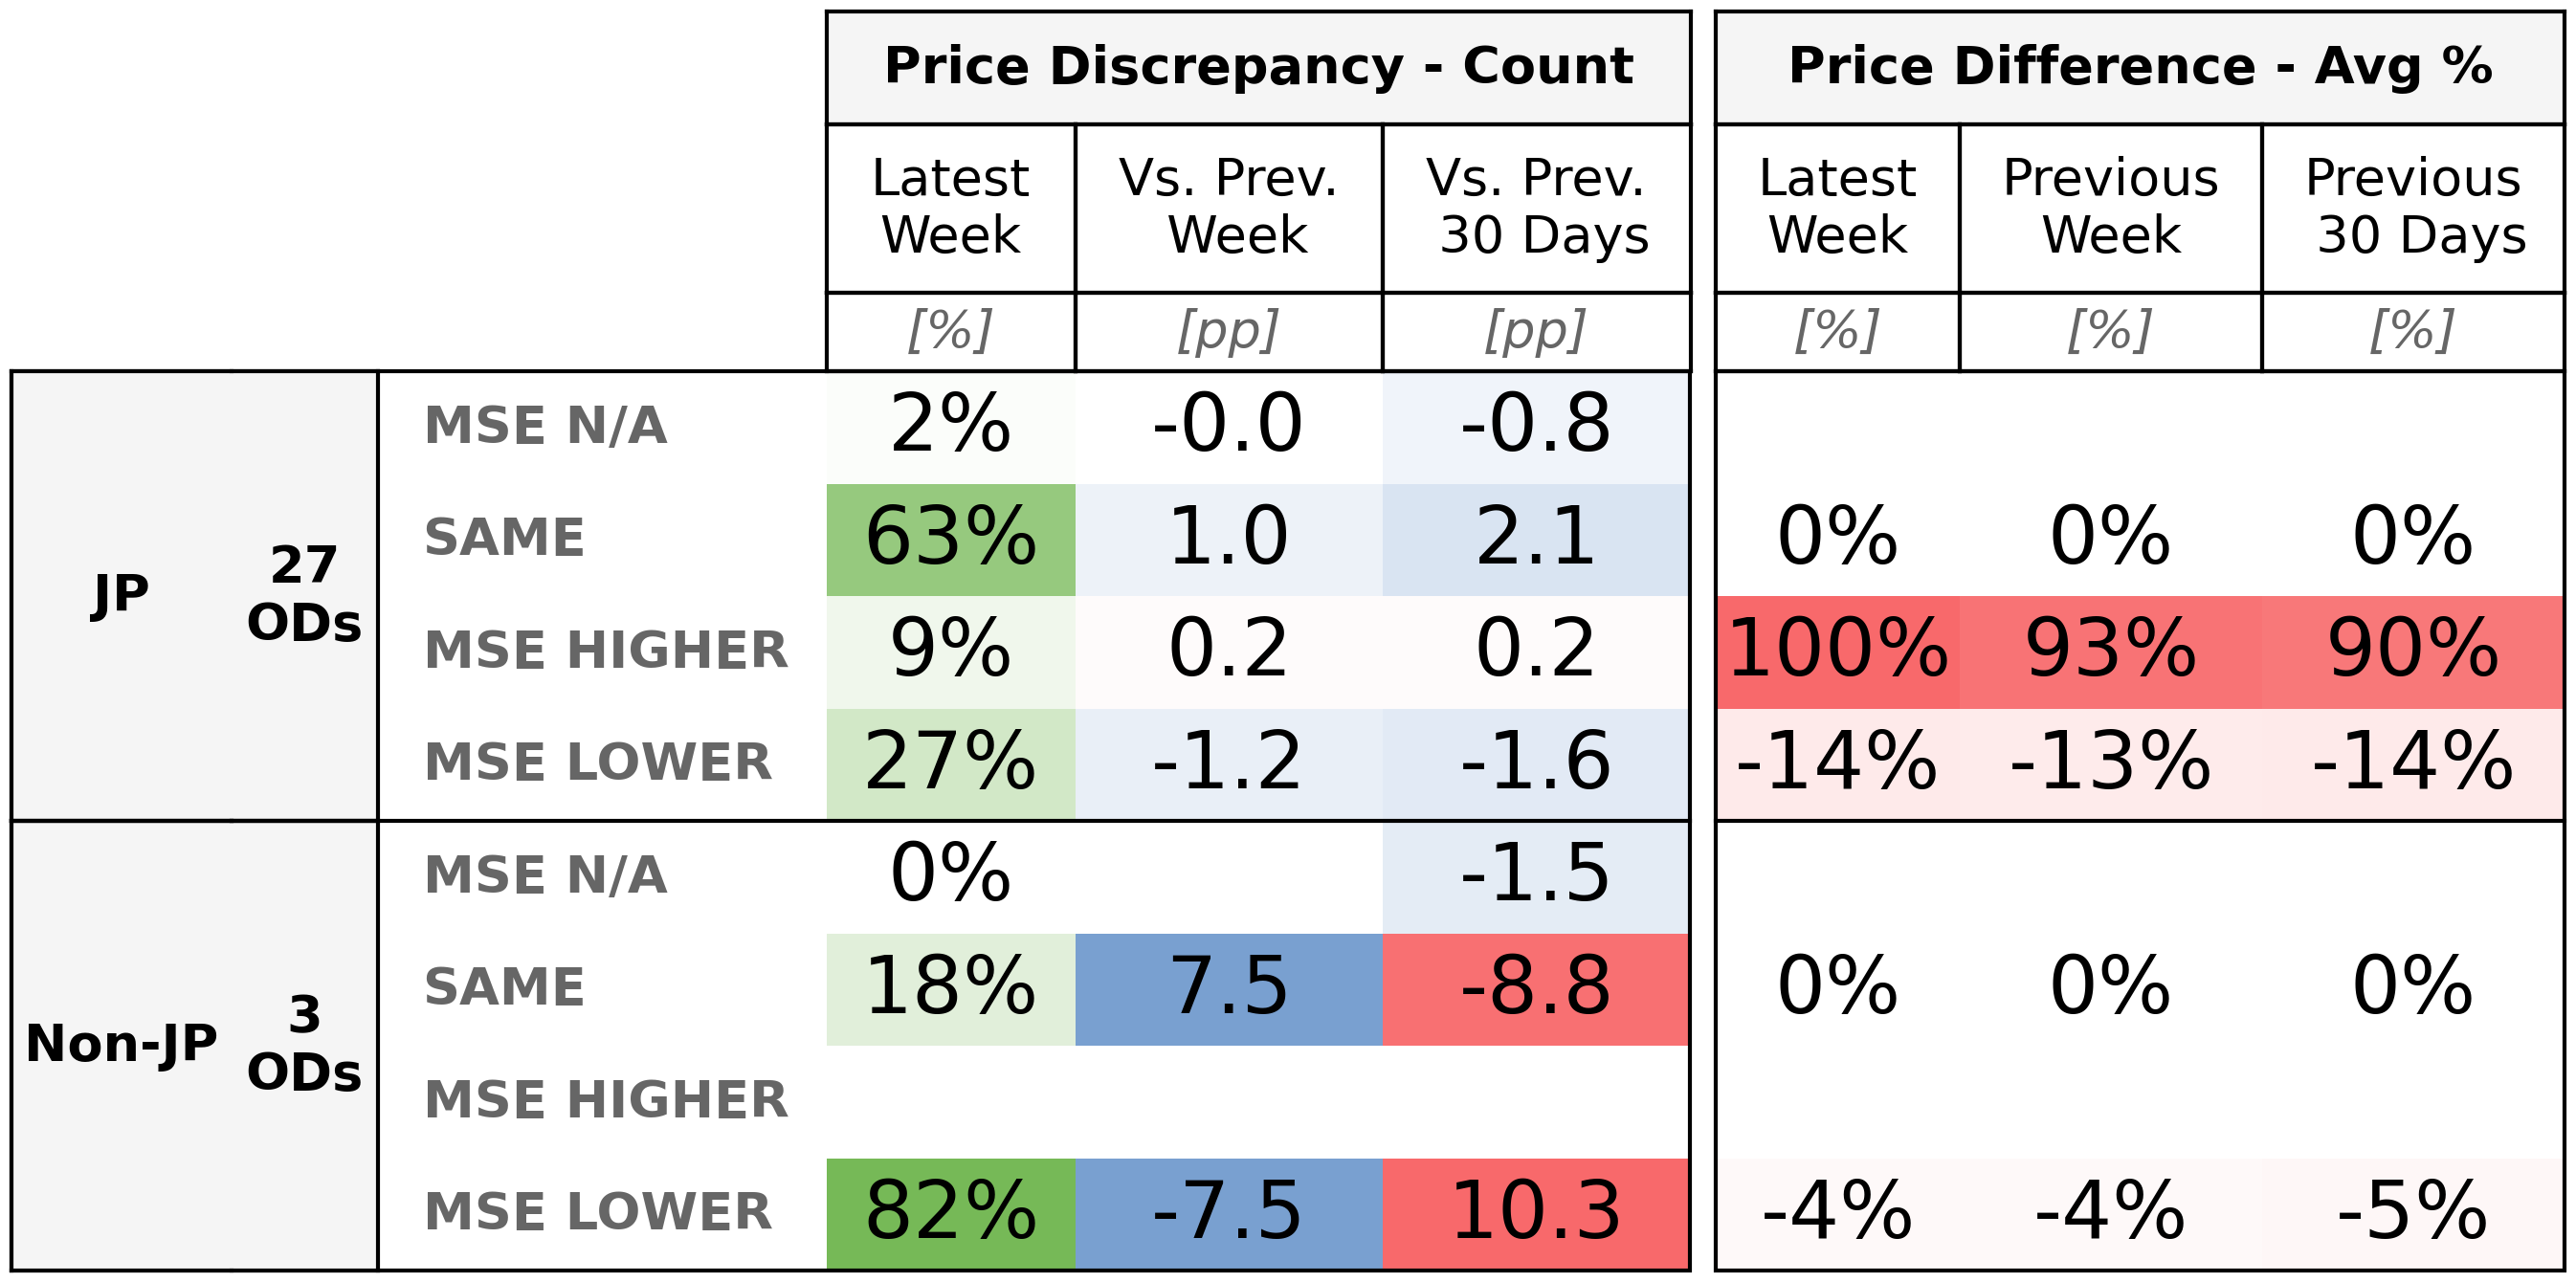 Price Discrepancy - Count Price Difference - Avg %
Latest Week Vs. Prev. Week Vs. Prev. 30 Days Latest Week Previous Week Previous 30 Days
[%] [pp] [pp] [%] [%] [%]
JP 27 ODs
MSE N/A 2% -0.0 -0.8
SAME 63% 1.0 2.1 0% 0% 0%
MSE HIGHER 9% 0.2 0.2 100% 93% 90%
MSE LOWER 27% -1.2 -1.6 -14% -13% -14%
Non-JP 3 ODs
MSE N/A 0% -1.5
SAME 18% 7.5 -8.8 0% 0% 0%
MSE HIGHER
MSE LOWER 82% -7.5 10.3 -4% -4% -5%